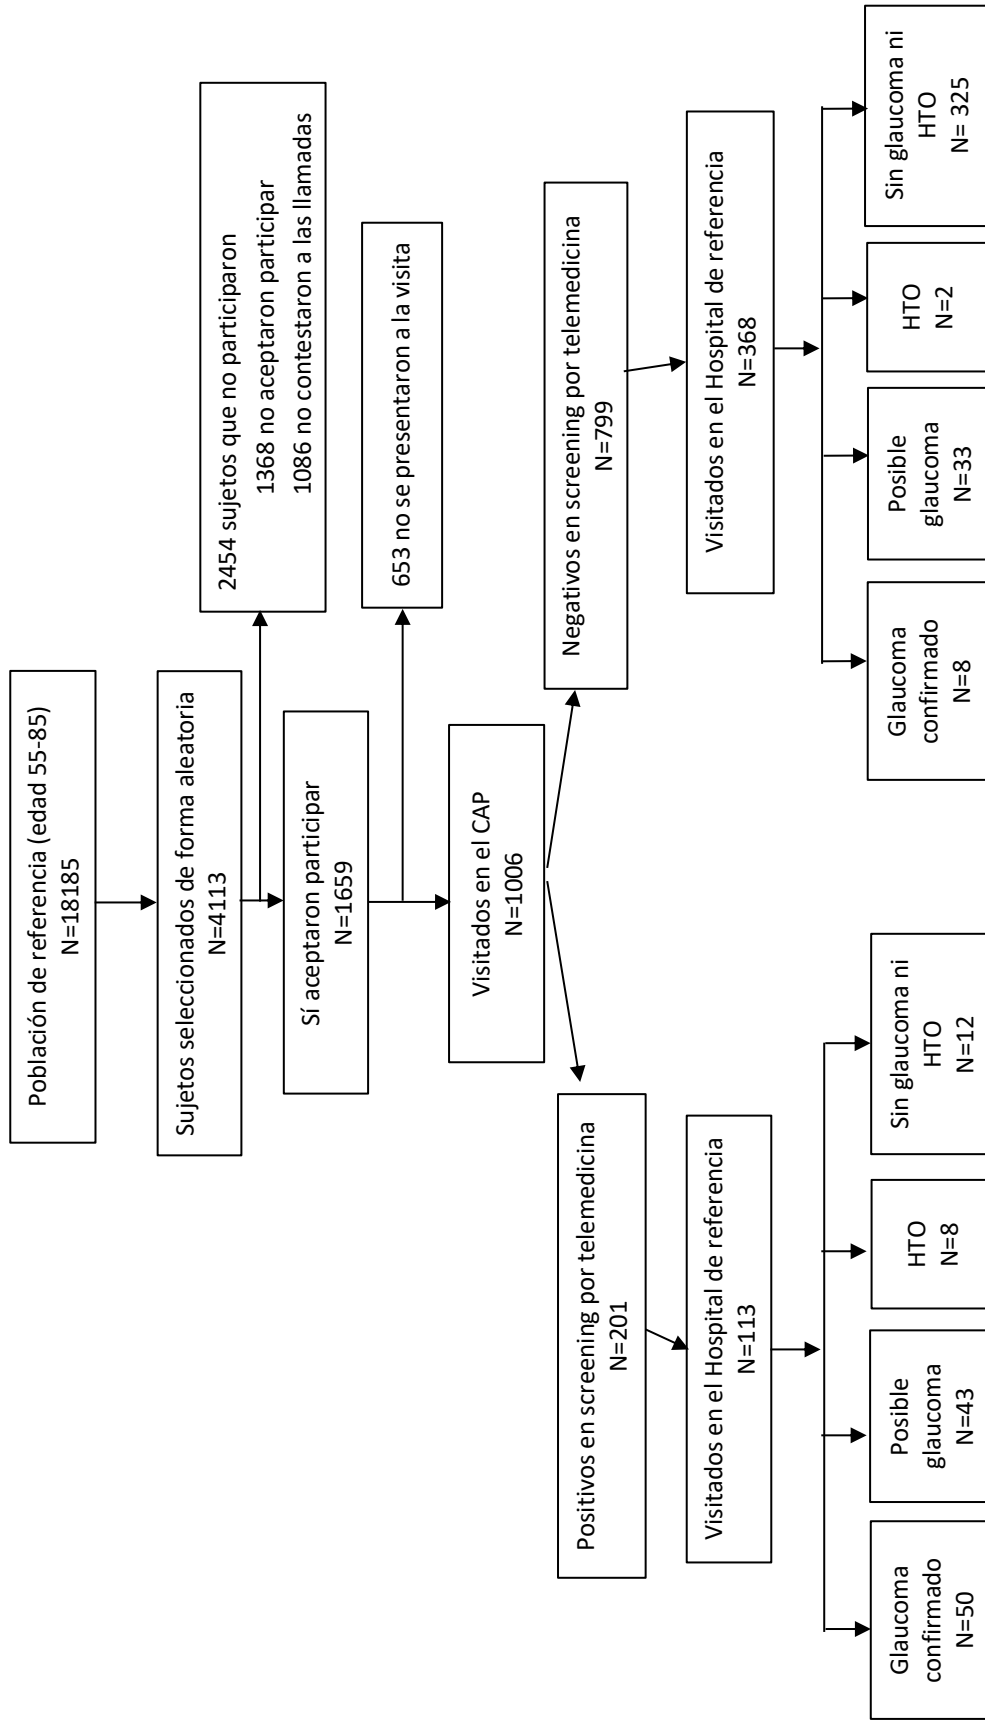 Población de referencia (edad 55-85)
N=18185
Sujetos seleccionados de forma aleatoria
N=4113
2454 sujetos que no participaron
1368 no aceptaron participar
1086 no contestaron a las llamadas
Sí aceptaron participar
N=1659
653 no se presentaron a la visita
Visitados en el CAP
N=1006
Positivos en screening por telemedicina
N=201
Negativos en screening por telemedicina
N=799
Visitados en el Hospital de referencia
N=113
Visitados en el Hospital de referencia
N=368
Glaucoma
confirmado
N=50
Posible
glaucoma
N=43
HTO
N=8
Sin glaucoma ni
HTO
N=12
Glaucoma
confirmado
N=8
Posible
glaucoma
N=33
HTO
N=2
Sin glaucoma ni
HTO
N= 325